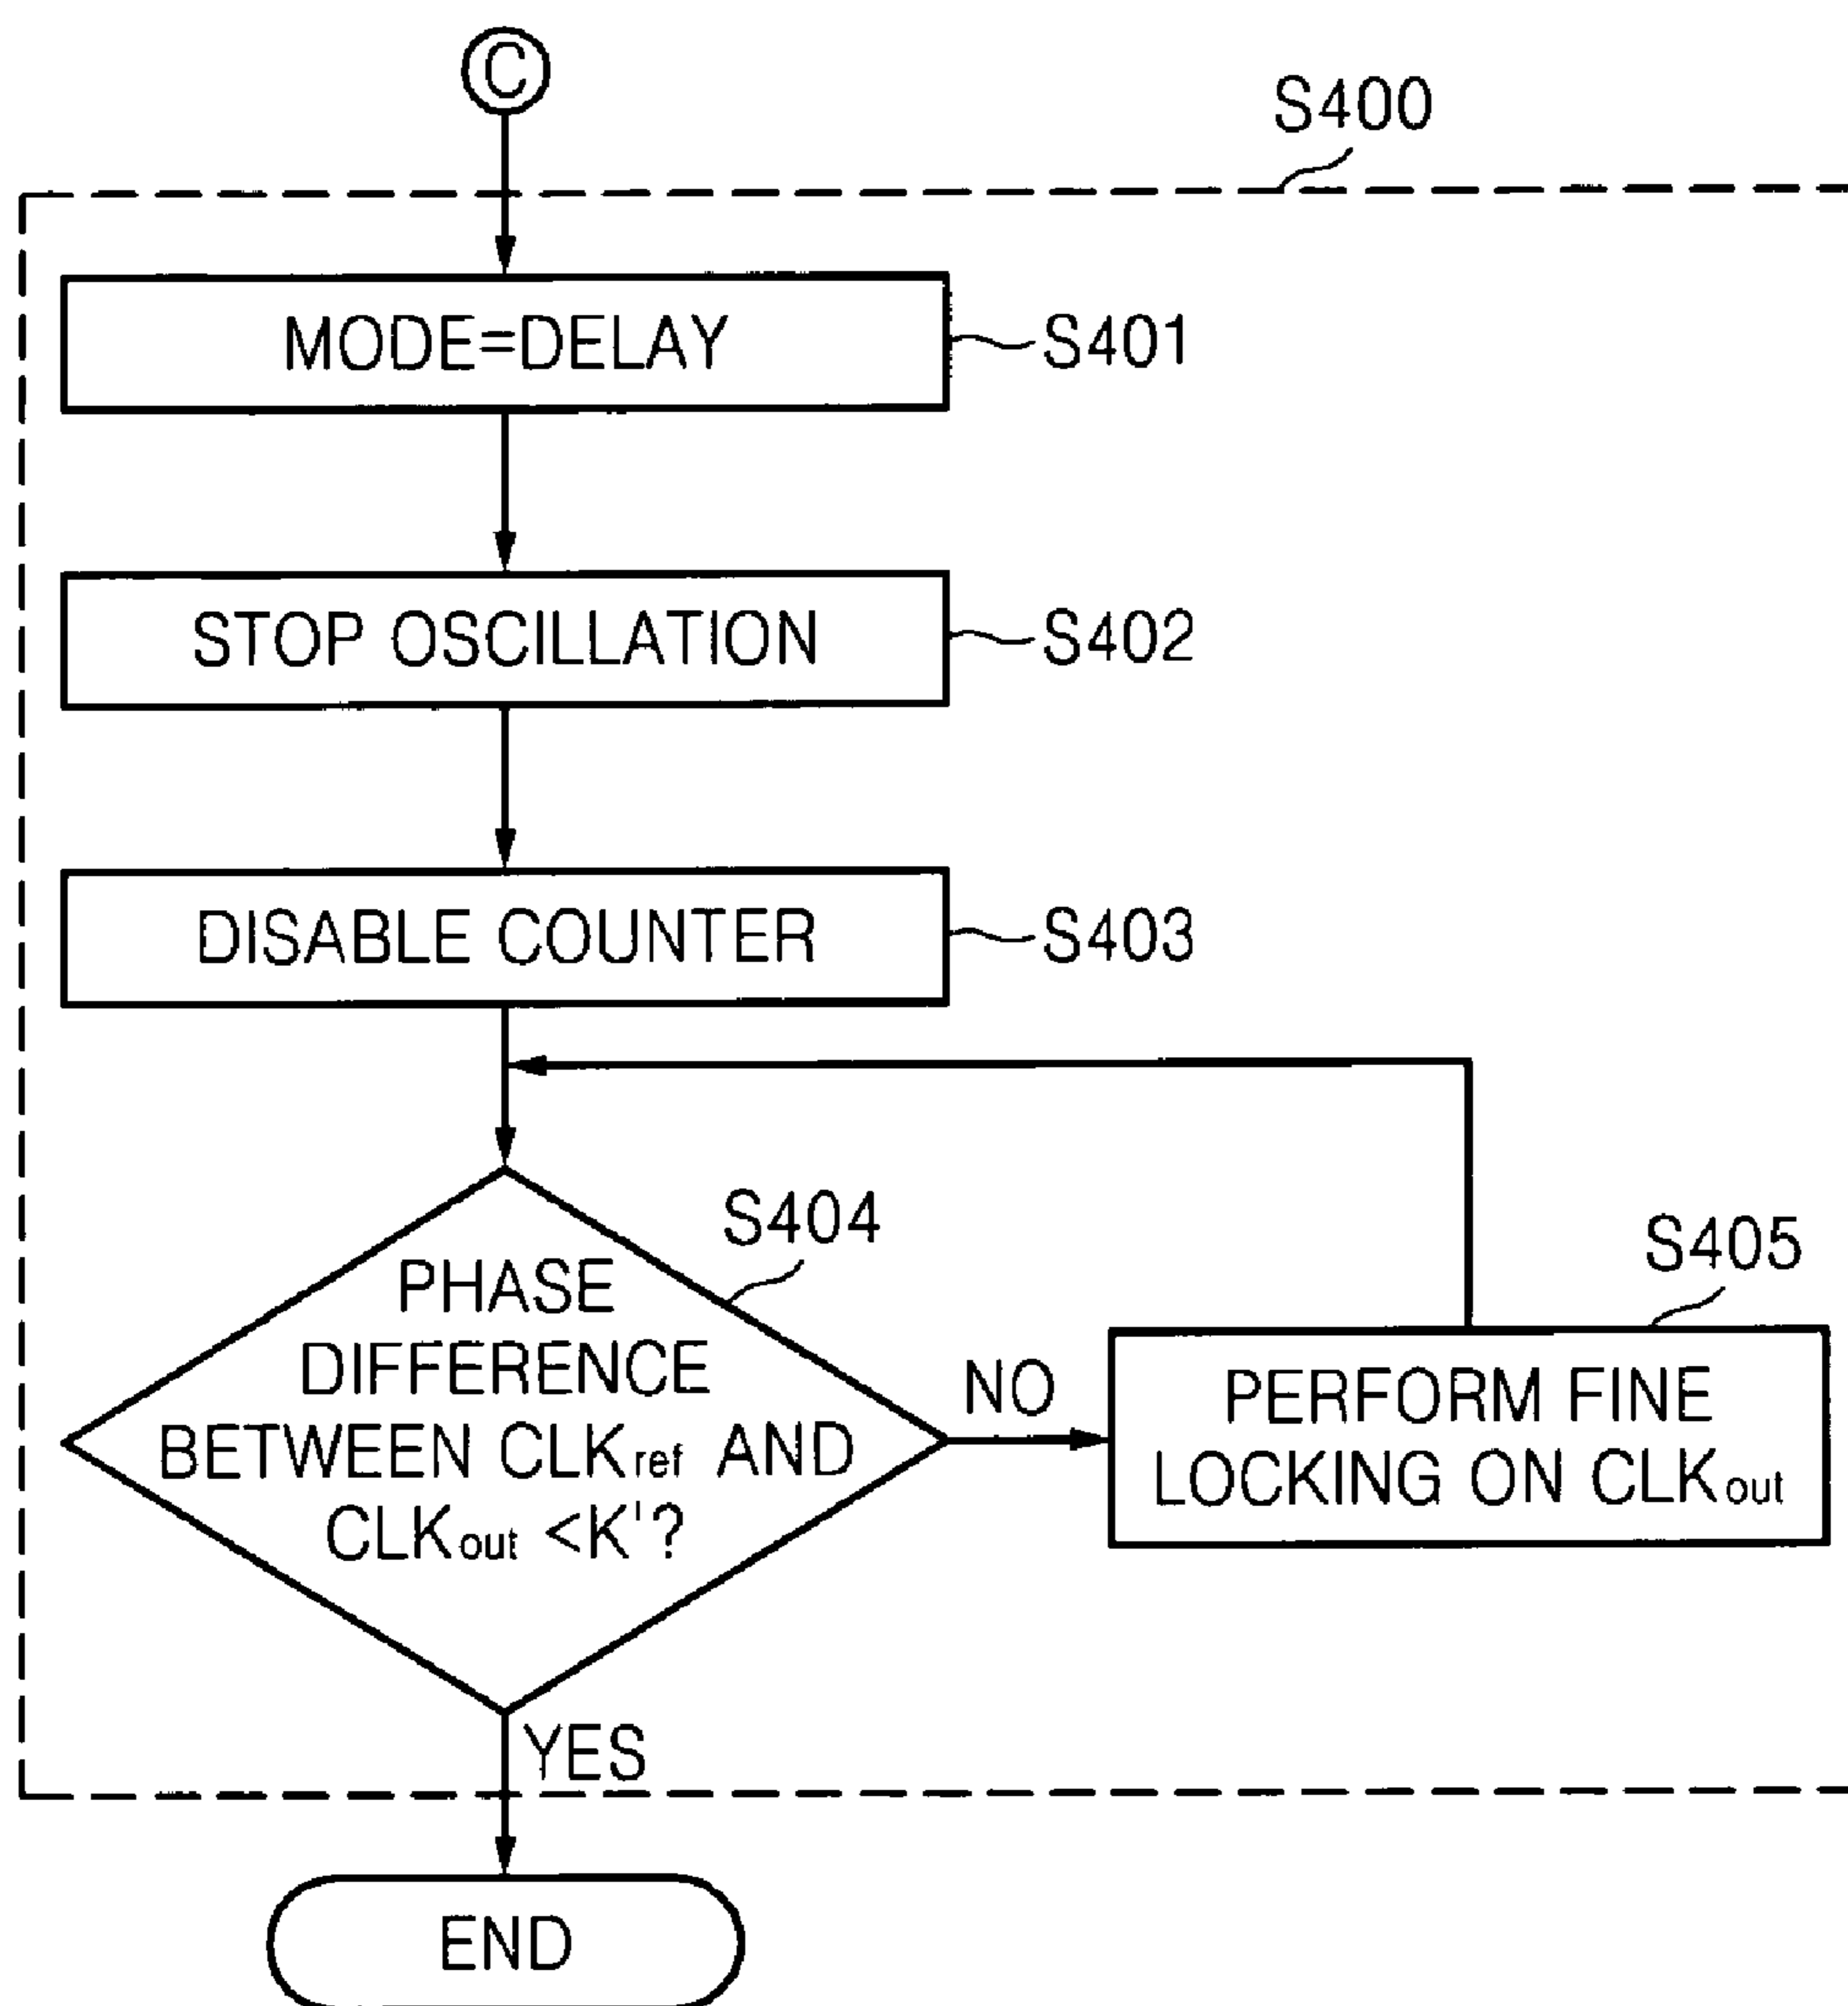 C
S400
MODE=DELAY
S401
STOP OSCILLATION
S402
DISABLE COUNTER
S403
S404
PHASE
DIFFERENCE
BETWEEN CLKref AND
CLKout <K'?
NO
S405
PERFORM FINE
LOCKING ON CLKout
YES
END